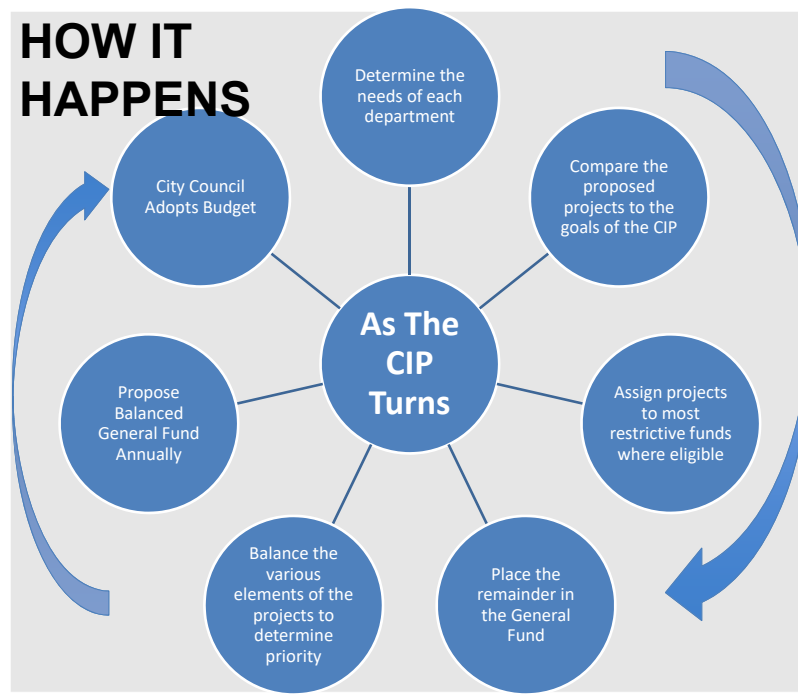 HOW IT
HAPPENS
Determine the
needs of each
department
Compare the
proposed
projects to the
goals of the CIP
Assign projects
to most
restrictive funds
where eligible
Place the
remainder in
the General
Fund
Balance the
various
elements of the
projects to
determine
priority
Propose
Balanced
General Fund
Annually
City Council
Adopts Budget
As The
CIP
Turns